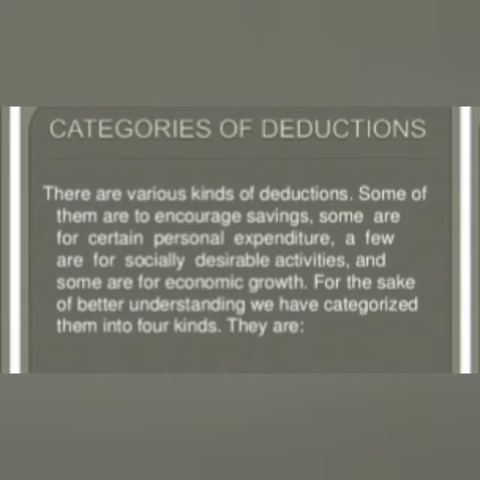 CATEGORIES OF DEDUCTIONS
There are various kinds of deductions. Some of
them are to encourage savings, some are
for certain personal expenditure, a few
are for socially desirable activities, and
some are for economic growth. For the sake
of better understanding we have categorized
them into four kinds. They are: